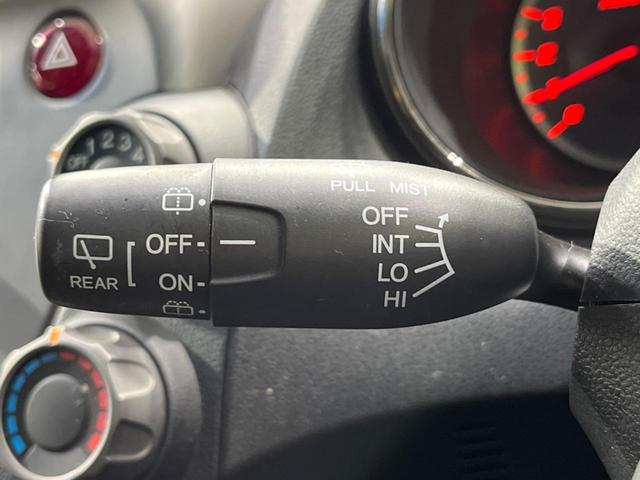 1 2 3 4
OFF
PULL MIST
OFF
INT
LO
HI
OFF
ON
REAR